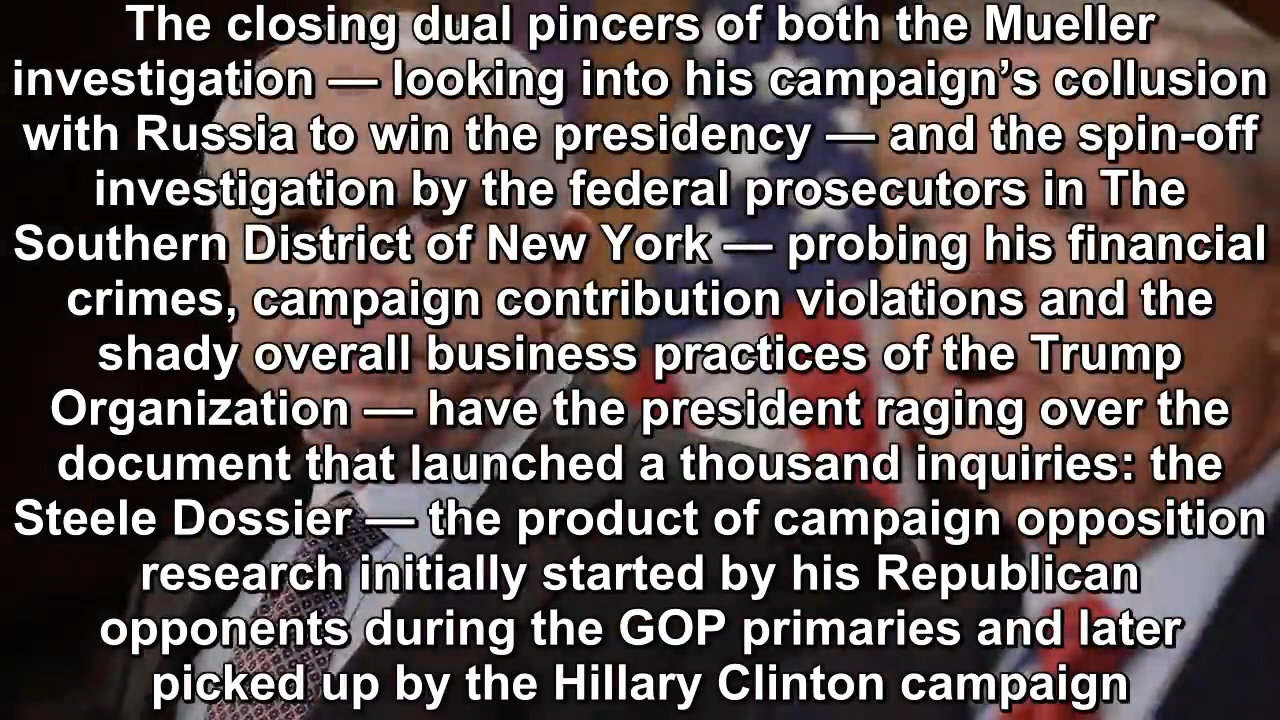 The closing dual pincers of both the Mueller
investigation — looking into his campaign’s collusion
with Russia to win the presidency — and the spin-off
investigation by the federal prosecutors in The
Southern District of New York — probing his financial
crimes, campaign contribution violations and the
shady overall business practices of the Trump
Organization — have the president raging over the
document that launched a thousand inquiries: the
Steele Dossier — the product of campaign opposition
research initially started by his Republican
opponents during the GOP primaries and later
picked up by the Hillary Clinton campaign